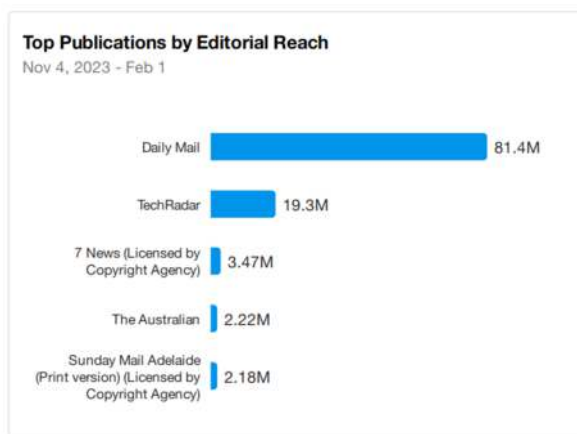 Top Publications by Editorial Reach
Nov 4, 2023 - Feb 1
Daily Mail
81.4M
TechRadar
19.3M
7 News (Licensed by
Copyright Agency)
3.47M
The Australian
2.22M
Sunday Mail Adelaide
(Print version) (Licensed by
Copyright Agency)
2.18M